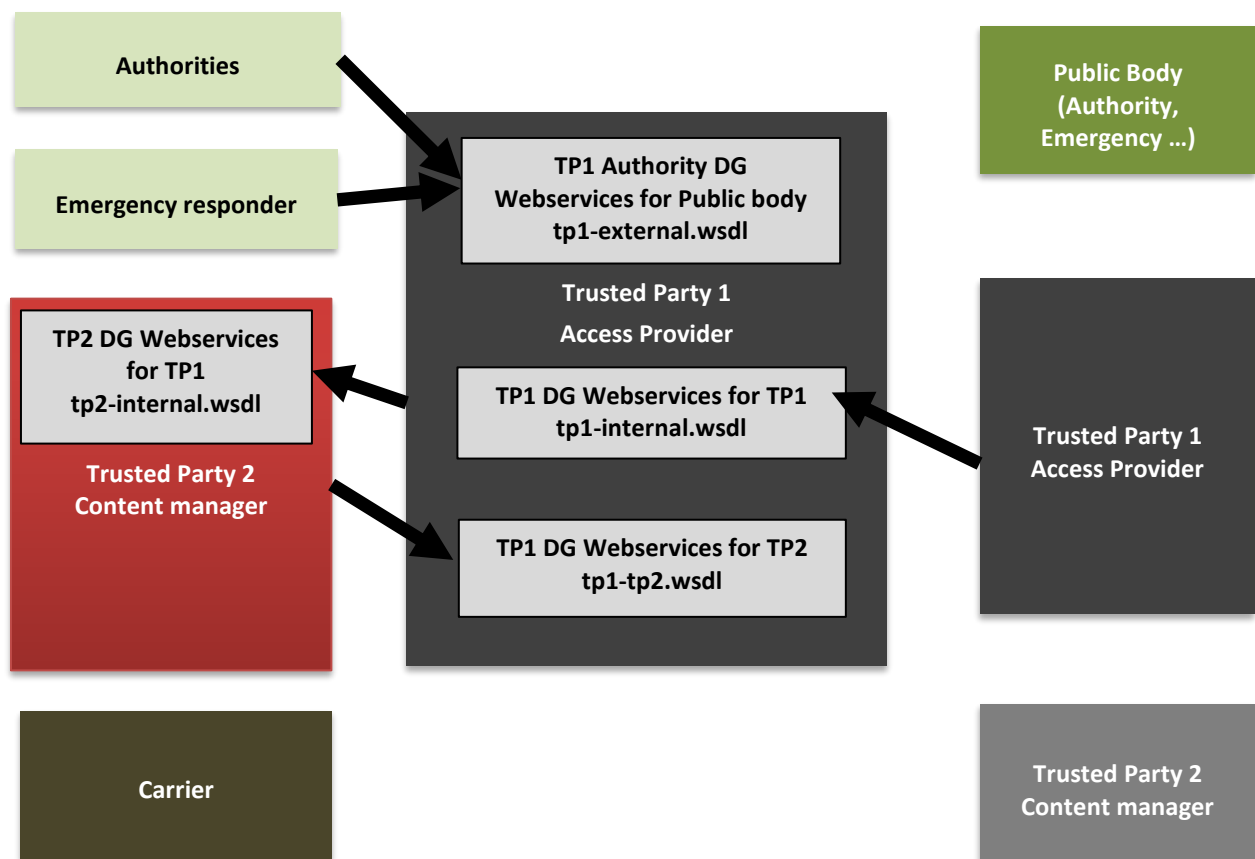 Authorities
Emergency responder
TP2 DG Webservices
for TP1
tp2-internal.wsdl
Trusted Party 2
Content manager
Carrier
TP1 Authority DG
Webservices for Public body
tp1-external.wsdl
Trusted Party 1
Access Provider
TP1 DG Webservices for TP1
tp1-internal.wsdl
TP1 DG Webservices for TP2
tp1-tp2.wsdl
Public Body
(Authority,
Emergency …)
Trusted Party 1
Access Provider
Trusted Party 2
Content manager